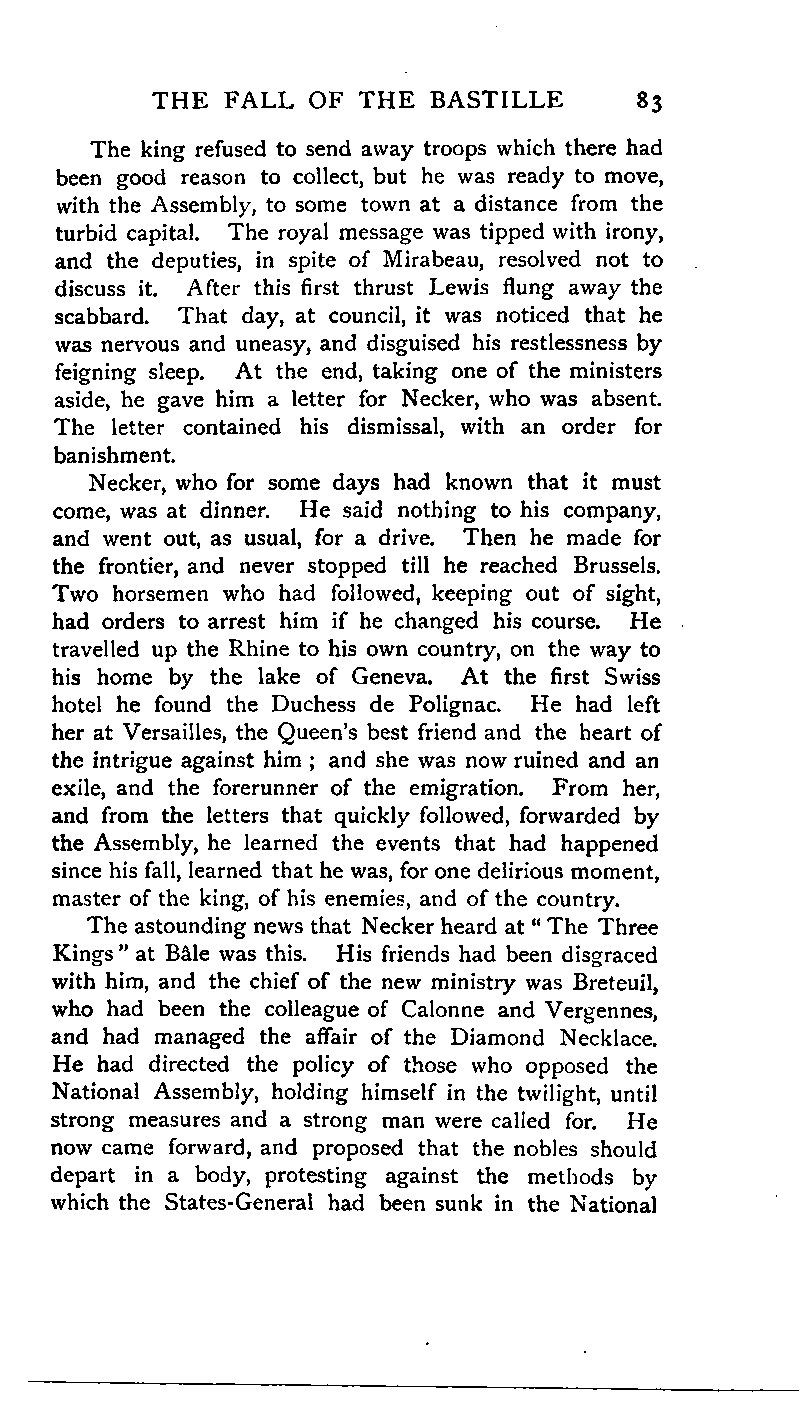 THE FALL OF THE BASTILLE 83
The king refused to send away troops which there had
been good reason to collect, but he was ready to move,
with the Assembly, to some town at a distance from the
turbid capital. The royal message was tipped with irony,
and the deputies, in spite of Mirabeau, resolved not to
discuss it. After this first thrust Lewis flung away the
scabbard. That day, at council, it was noticed that he
was nervous and uneasy, and disguised his restlessness by
feigning sleep. At the end, taking one of the ministers
aside, he gave him a letter for Necker, who was absent.
The letter contained his dismissal, with an order for
banishment.
Necker, who for some days had known that it must
come, was at dinner. He said nothing to his company,
and went out, as usual, for a drive. Then he made for
the frontier, and never stopped till he reached Brussels.
Two horsemen who had followed, keeping out of sight,
had orders to arrest him if he changed his course. He
travelled up the Rhine to his own country, on the way to
his home by the lake of Geneva. At the first Swiss
hotel he found the Duchess de Polignac. He had left
her at Versailles, the Queen's best friend and the heart of
the intrigue against him ; and she was now ruined and an
exile, and the forerunner of the emigration. From her,
and from the letters that quickly followed, forwarded by
the Assembly, he learned the events that had happened
since his fall, learned that he was, for one delirious moment,
master of the king, of his enemies, and of the country.
The astounding news that Necker heard at " The Three
Kings " at Bâle was this. His friends had been disgraced
with him, and the chief of the new ministry was Breteuil,
who had been the colleague of Calonne and Vergennes,
and had managed the affair of the Diamond Necklace.
He had directed the policy of those who opposed the
National Assembly, holding himself in the twilight, until
strong measures and a strong man were called for. He
now came forward, and proposed that the nobles should
depart in a body, protesting against the methods by
which the States-General had been sunk in the National